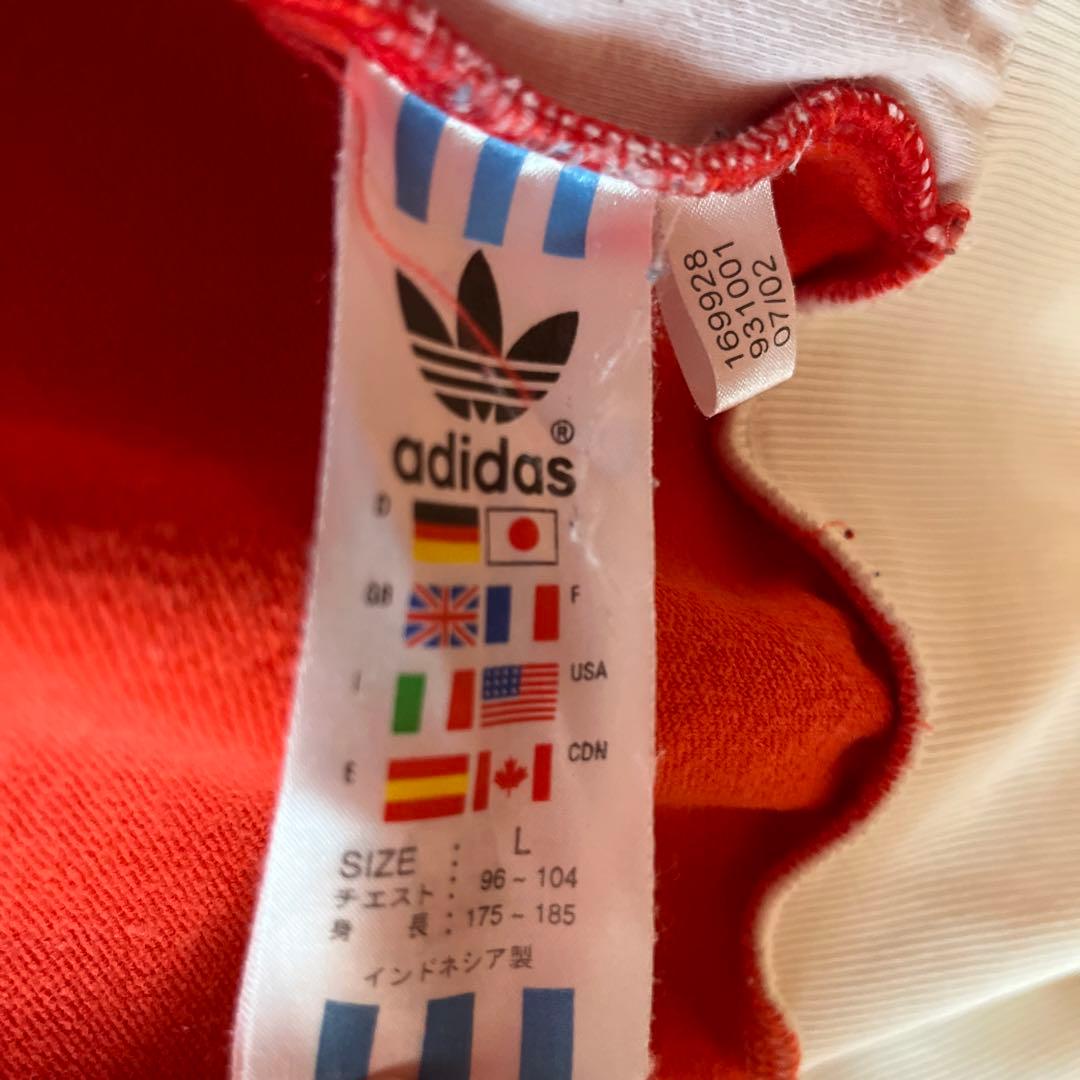 adidas®
D
GB F
I USA
E CDN
SIZE : L
チェスト : 96 ~ 104
身 長 : 175 ~ 185
インドネシア製
169928
931001
07/02